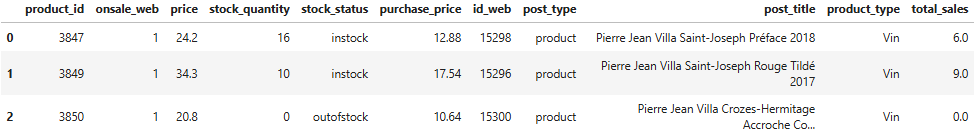 product_id onsale_web price stock_quantity stock_status purchase_price id_web post_type post_title product_type total_sales
0 3847 1 24.2 16 instock 12.88 15298 product Pierre Jean Villa Saint-Joseph Préface 2018 Vin 6.0
1 3849 1 34.3 10 instock 17.54 15296 product Pierre Jean Villa Saint-Joseph Rouge Tildé
2017 Vin 9.0
2 3850 1 20.8 0 outofstock 10.64 15300 product Pierre Jean Villa Crozes-Hermitage
Accroche Co... Vin 0.0